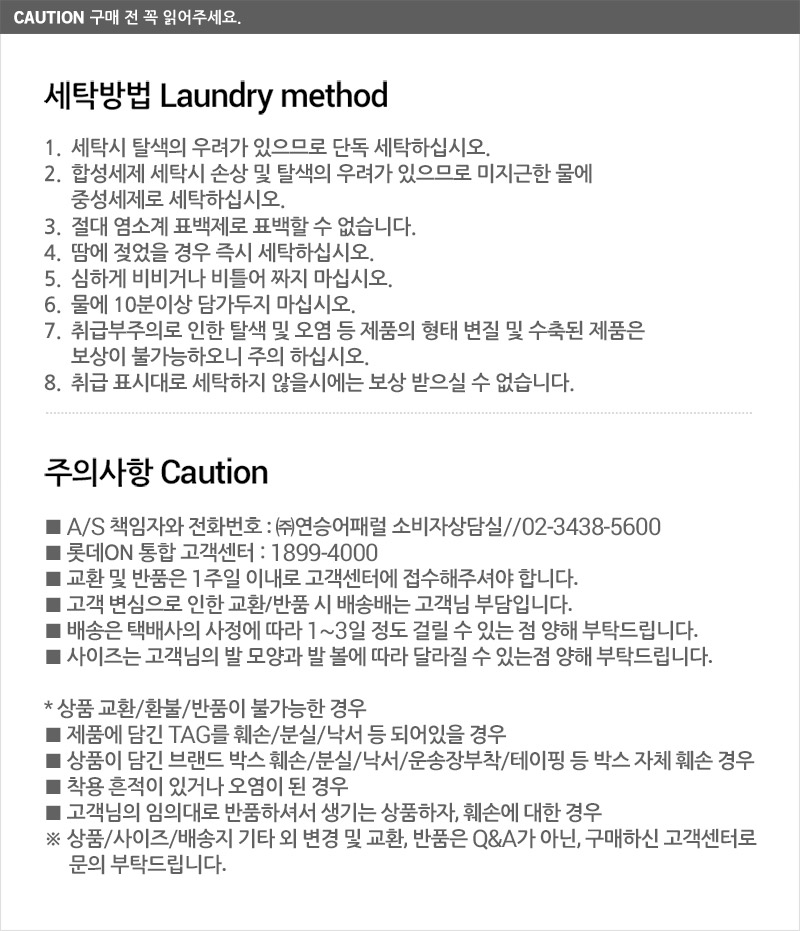 CAUTION 구매 전 꼭 읽어주세요.
세탁방법 Laundry method
1. 세탁시 탈색의 우려가 있으므로 단독 세탁하십시오.
2. 합성세제 세탁시 손상 및 탈색의 우려가 있으므로 미지근한 물에
중성세제로 세탁하십시오.
3. 절대 염소계 표백제로 표백할 수 없습니다.
4. 땀에 젖었을 경우 즉시 세탁하십시오.
5. 심하게 비비거나 비틀어 짜지 마십시오.
6. 물에 10분이상 담가두지 마십시오.
7. 취급부주의로 인한 탈색 및 오염 등 제품의 형태 변질 및 수축된 제품은
보상이 불가능하오니 주의 하십시오.
8. 취급 표시대로 세탁하지 않을시에는 보상 받으실 수 없습니다.
주의사항 Caution
■ A/S 책임자와 전화번호 : ㈜연승어패럴 소비자상담실//02-3438-5600
■ 롯데ON 통합 고객센터 : 1899-4000
■ 교환 및 반품은 1주일 이내로 고객센터에 접수해주셔야 합니다.
■ 고객 변심으로 인한 교환/반품 시 배송배는 고객님 부담입니다.
■ 배송은 택배사의 사정에 따라 1~3일 정도 걸릴 수 있는 점 양해 부탁드립니다.
■ 사이즈는 고객님의 발 모양과 발 볼에 따라 달라질 수 있는점 양해 부탁드립니다.
* 상품 교환/환불/반품이 불가능한 경우
■ 제품에 담긴 TAG를 훼손/분실/낙서 등 되어있을 경우
■ 상품이 담긴 브랜드 박스 훼손/분실/낙서/운송장부착/테이핑 등 박스 자체 훼손 경우
■ 착용 흔적이 있거나 오염이 된 경우
■ 고객님의 임의대로 반품하셔서 생기는 상품하자, 훼손에 대한 경우
※ 상품/사이즈/배송지 기타 외 변경 및 교환, 반품은 Q&A가 아닌, 구매하신 고객센터로
문의 부탁드립니다.